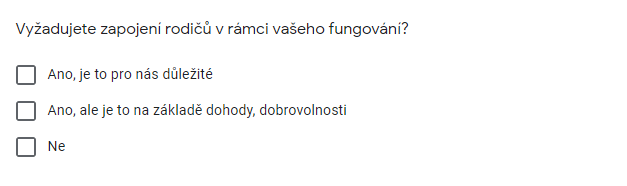 Vyžadujete zapojení rodičů v rámci vašeho fungování?
Ano, je to pro nás důležité
Ano, ale je to na základě dohody, dobrovolnosti
Ne